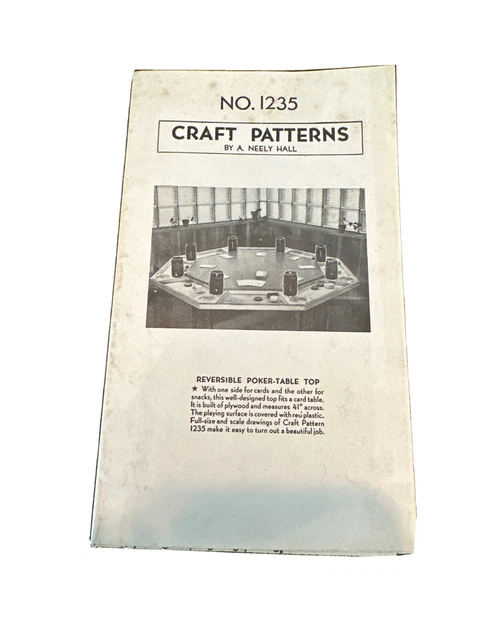 NO. 1235
CRAFT PATTERNS
BY A. NEELY HALL
REVERSIBLE POKER-TABLE TOP
★ With one side for cards and the other for
snacks, this well-designed top fits a card table.
It is built of plywood and measures 41" across.
The playing surface is covered with red plastic.
Full-size and scale drawings of Craft Pattern
1235 make it easy to turn out a beautiful job.